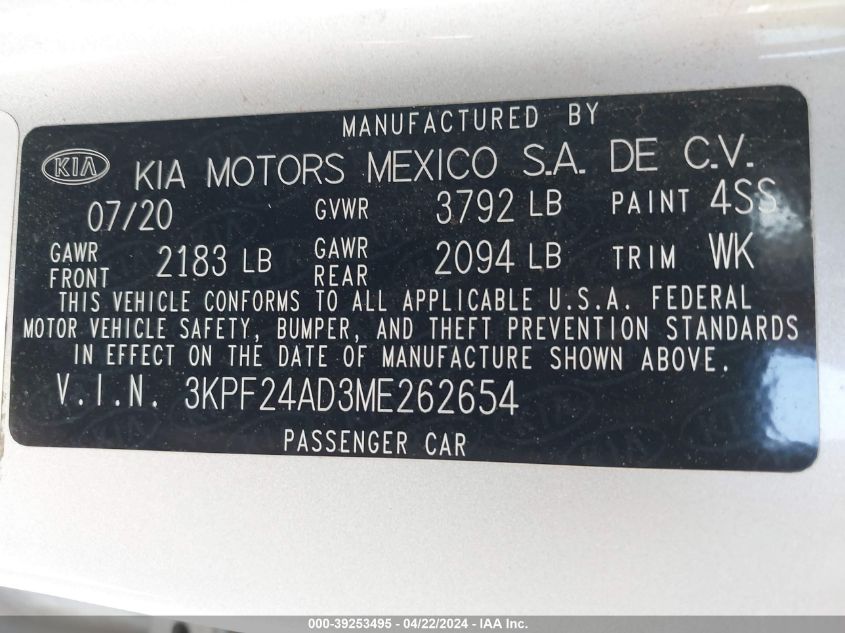 MANUFACTURED BY
KIA KIA MOTORS MEXICO S.A. DE C.V.
07/20 GVWR 3792 LB PAINT 4SS
GAWR FRONT 2183 LB GAWR REAR 2094 LB TRIM WK
THIS VEHICLE CONFORMS TO ALL APPLICABLE U.S.A. FEDERAL
MOTOR VEHICLE SAFETY, BUMPER, AND THEFT PREVENTION STANDARDS
IN EFFECT ON THE DATE OF MANUFACTURE SHOWN ABOVE.
V.I.N. 3KPF24AD3ME262654
PASSENGER CAR
000-39253495 - 04/22/2024 - IAA Inc.